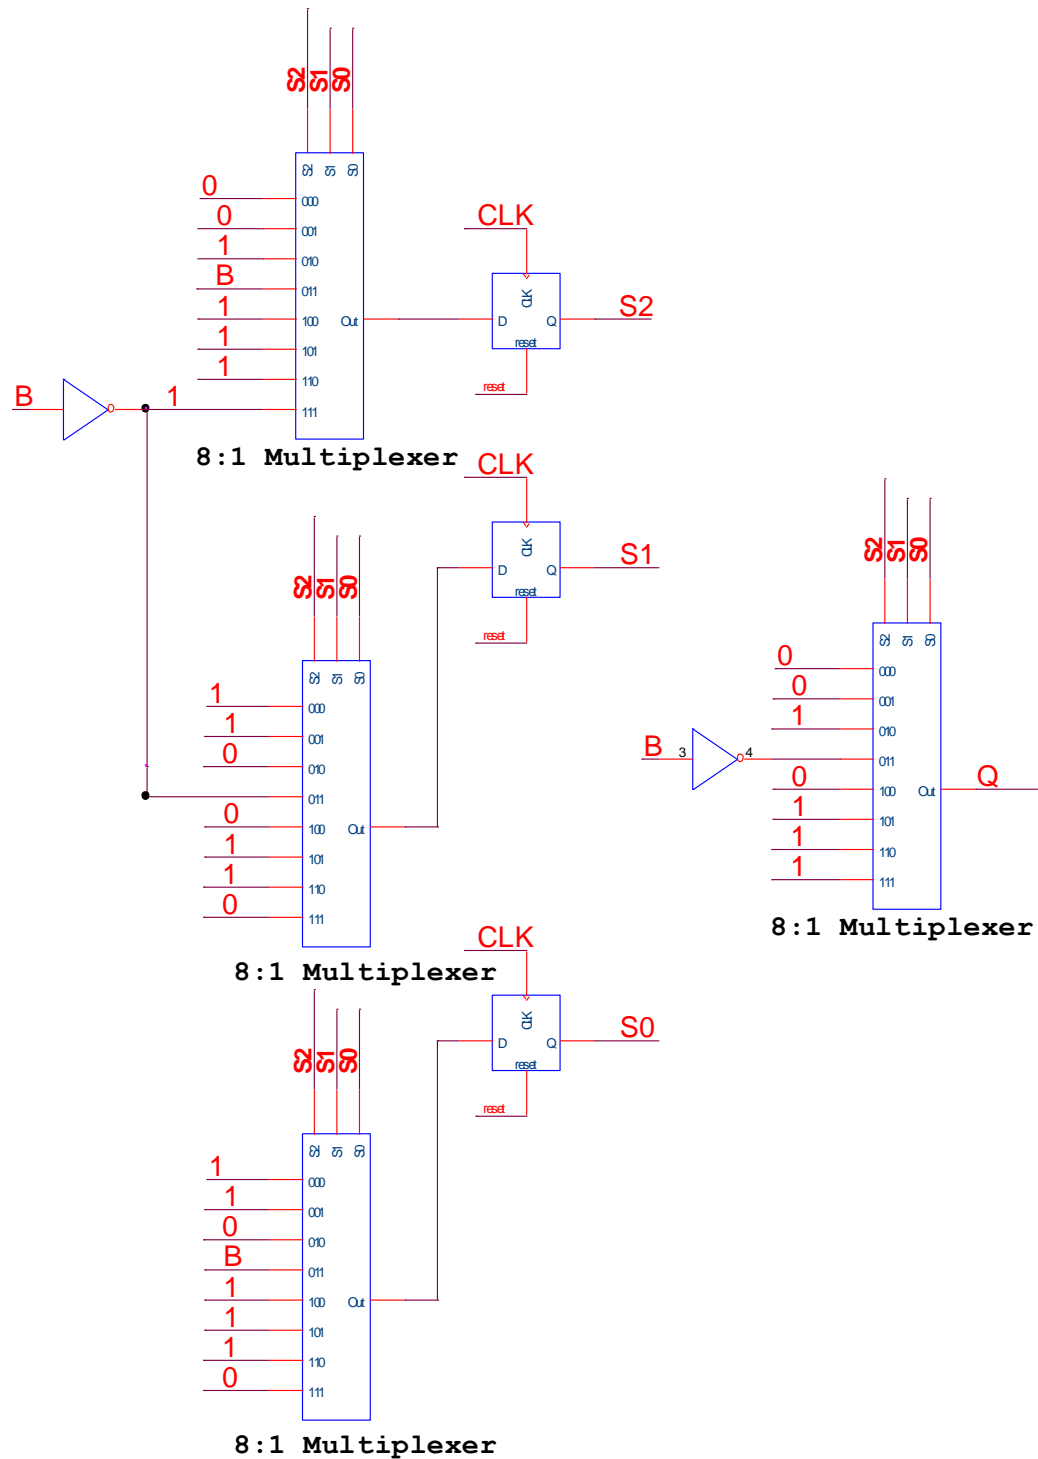 S2 S1 S0
S2 S1 S0
0 000
0 001
1 010
B 011
1 100
1 101
1 110
B 1 111
Out
8:1 Multiplexer
CLK
CLK
D Q S2
reset
reset
S2 S1 S0
S2 S1 S0
1 000
1 001
0 010
011
0 100
1 101
1 110
0 111
Out
8:1 Multiplexer
CLK
CLK
D Q S1
reset
reset
S2 S1 S0
S2 S1 S0
0 000
0 001
1 010
B 3 4 011
0 100
1 101
1 110
1 111
Out Q
8:1 Multiplexer
CLK
CLK
D Q S0
reset
reset
S2 S1 S0
S2 S1 S0
1 000
1 001
0 010
B 011
1 100
1 101
1 110
0 111
Out
8:1 Multiplexer